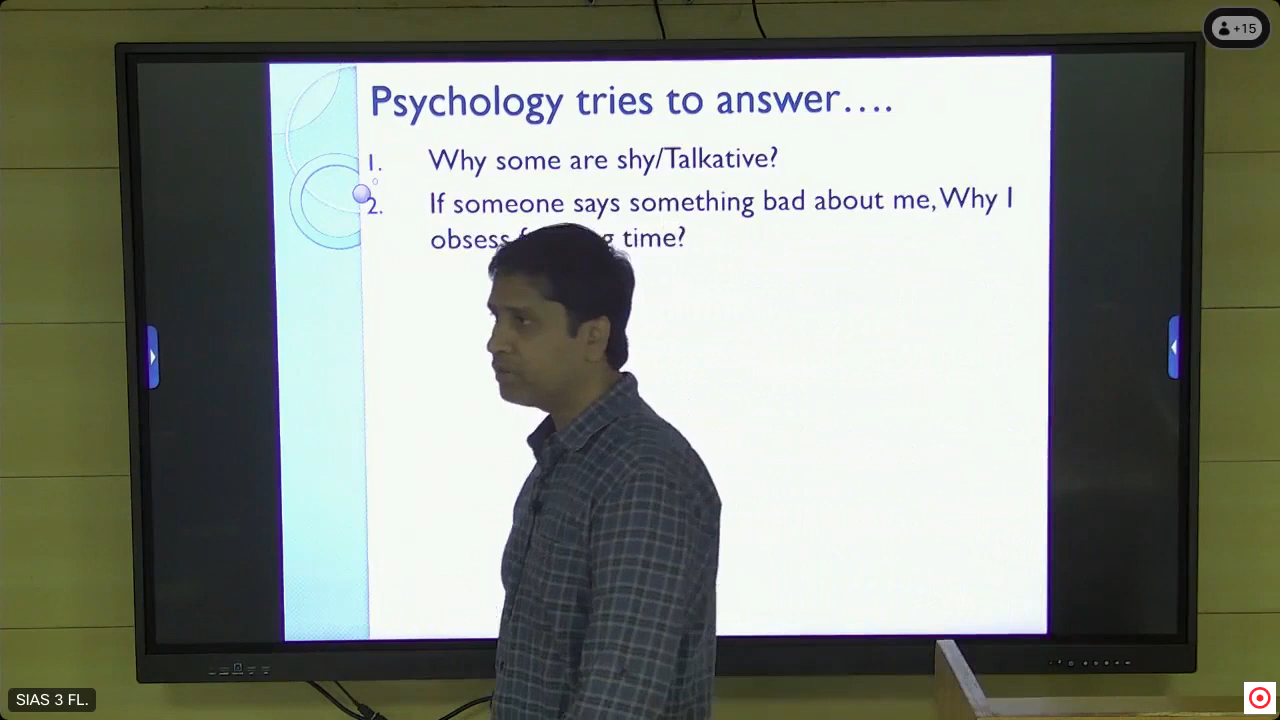 +15
Psychology tries to answer….
1. Why some are shy/Talkative?
2. If someone says something bad about me, Why I
obsess time?
SIAS 3 FL.